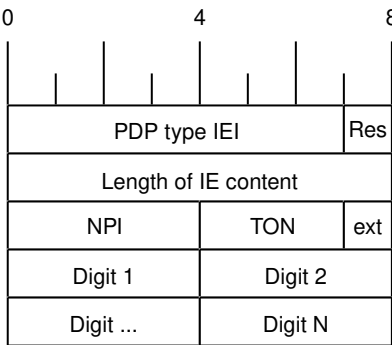 0 4 8
PDP type IEI Res
Length of IE content
NPI TON ext
Digit 1 Digit 2
Digit ... Digit N